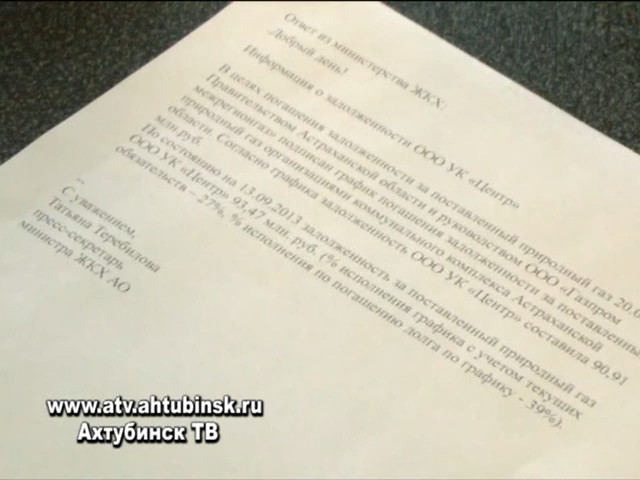 Ответ из министерства ЖКХ:
Добрый день!
Информация о задолженности ООО УК «Центр»
В целях погашения задолженности за поставленный природный газ 20.0
Правительством Астраханской области и руководством ООО «Газпром
межрегионгаз» подписан график погашения задолженности за поставленны
природный газ организациями коммунального комплекса Астраханской
области. Согласно графика задолженность ООО УК «Центр» составила 90,91
млн руб.
По состоянию на 13.09.2013 задолженность за поставленный природный газ
ООО УК «Центр» 93,47 млн. руб. (% исполнения графика с учетом текущих
обязательств – 27%, % исполнения по погашению долга по графику - 39%).
--
С уважением,
Татьяна Теребилова
пресс-секретарь
министра ЖКХ АО
www.atv.ahtubinsk.ru
Ахтубинск ТВ